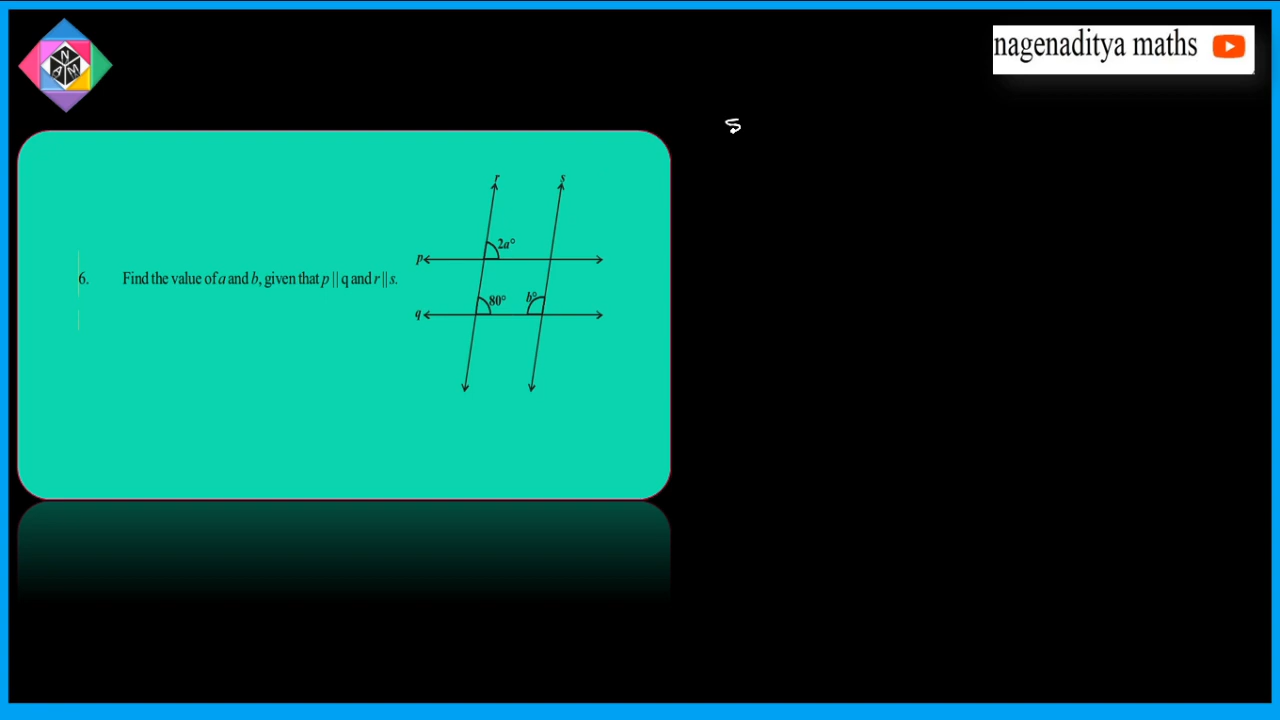 N
A M
nagenaditya maths
s
6. Find the value of a and b, given that p || q and r || s.
r s
2a°
p
80° b°
q